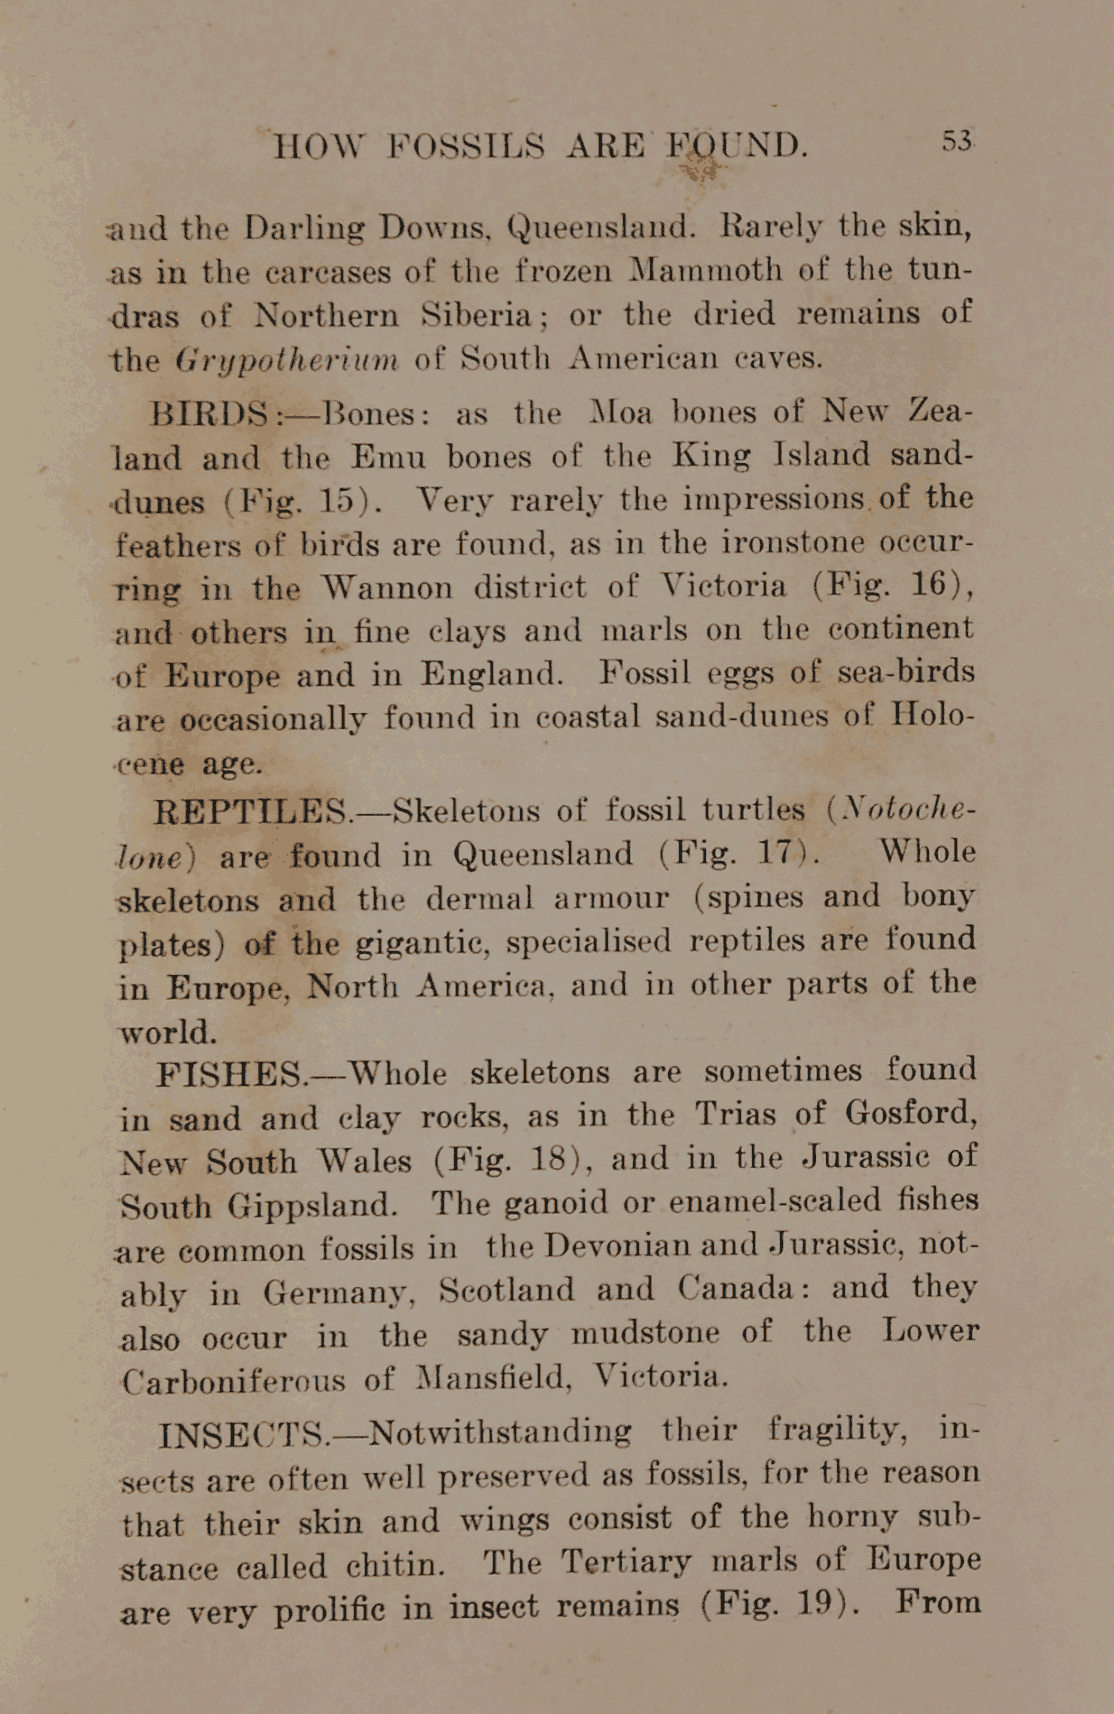 HOW FOSSILS ARE FOUND. 53
and the Darling Downs, Queensland. Rarely the skin,
as in the carcases of the frozen Mammoth of the tun-
dras of Northern Siberia; or the dried remains of
the Grypotherium of South American caves.
BIRDS:—Bones: as the Moa bones of New Zea-
land and the Emu bones of the King Island sand-
dunes (Fig. 15). Very rarely the impressions of the
feathers of birds are found, as in the ironstone occur-
ring in the Wannon district of Victoria (Fig. 16),
and others in fine clays and marls on the continent
of Europe and in England. Fossil eggs of sea-birds
are occasionally found in coastal sand-dunes of Holo-
cene age.
REPTILES.—Skeletons of fossil turtles (Notoche-
lone) are found in Queensland (Fig. 17). Whole
skeletons and the dermal armour (spines and bony
plates) of the gigantic, specialised reptiles are found
in Europe, North America, and in other parts of the
world.
FISHES.—Whole skeletons are sometimes found
in sand and clay rocks, as in the Trias of Gosford,
New South Wales (Fig. 18), and in the Jurassic of
South Gippsland. The ganoid or enamel-scaled fishes
are common fossils in the Devonian and Jurassic, not-
ably in Germany, Scotland and Canada: and they
also occur in the sandy mudstone of the Lower
Carboniferous of Mansfield, Victoria.
INSECTS.—Notwithstanding their fragility, in-
sects are often well preserved as fossils, for the reason
that their skin and wings consist of the horny sub-
stance called chitin. The Tertiary marls of Europe
are very prolific in insect remains (Fig. 19). From